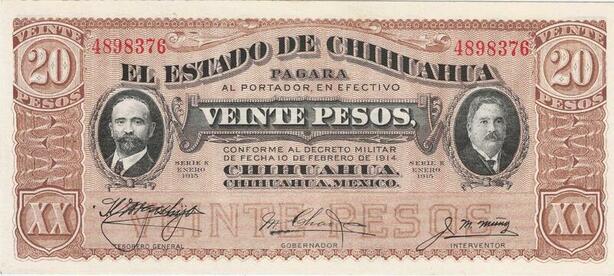 VEINTE
20
PESOS
4898376
4898376
VEINTE
20
PESOS
EL ESTADO DE CHIHUAHUA
PAGARA
AL PORTADOR, EN EFECTIVO
VEINTE PESOS,
CONFORME AL DECRETO MILITAR
DE FECHA 10 DE FEBRERO DE 1914
SERIE K
ENERO
1915
SERIE K
ENERO
1915
CHIHUAHUA,
CHIHUAHUA, MEXICO.
XX
VEINTE PESOS
XX
TESORERO GENERAL
GOBERNADOR
INTERVENTOR